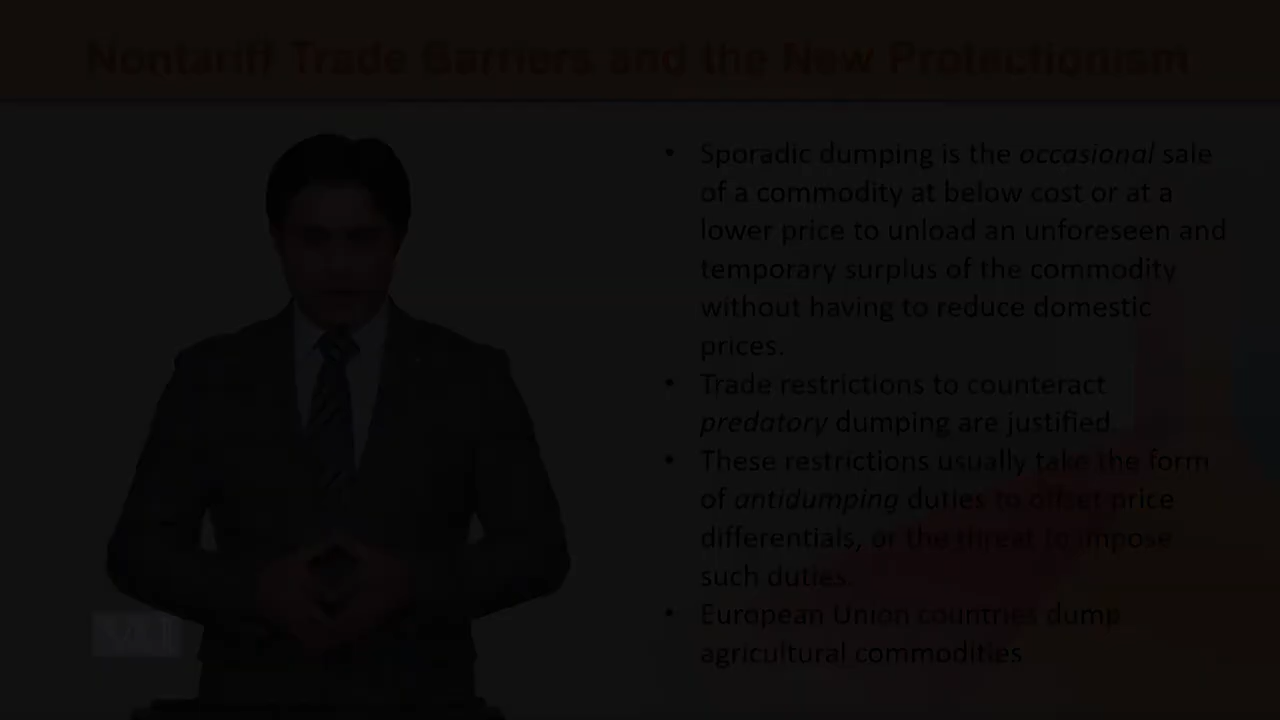 Nontariff Trade Barriers and the New Protectionism
• Sporadic dumping is the occasional sale
of a commodity at below cost or at a
lower price to unload an unforeseen and
temporary surplus of the commodity
without having to reduce domestic
prices.
• Trade restrictions to counteract
predatory dumping are justified.
• These restrictions usually take the form
of antidumping duties to offset price
differentials, or the threat to impose
such duties.
• European Union countries dump
agricultural commodities